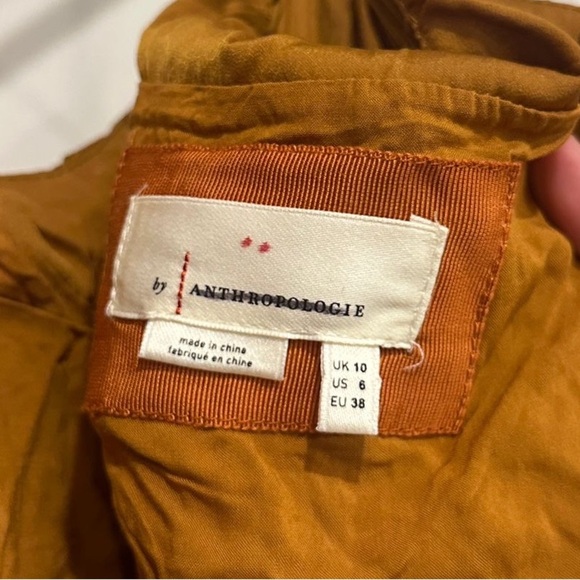 by ANTHROPOLOGIE
made in china
fabriqué en chine
UK 10
US 6
EU 38